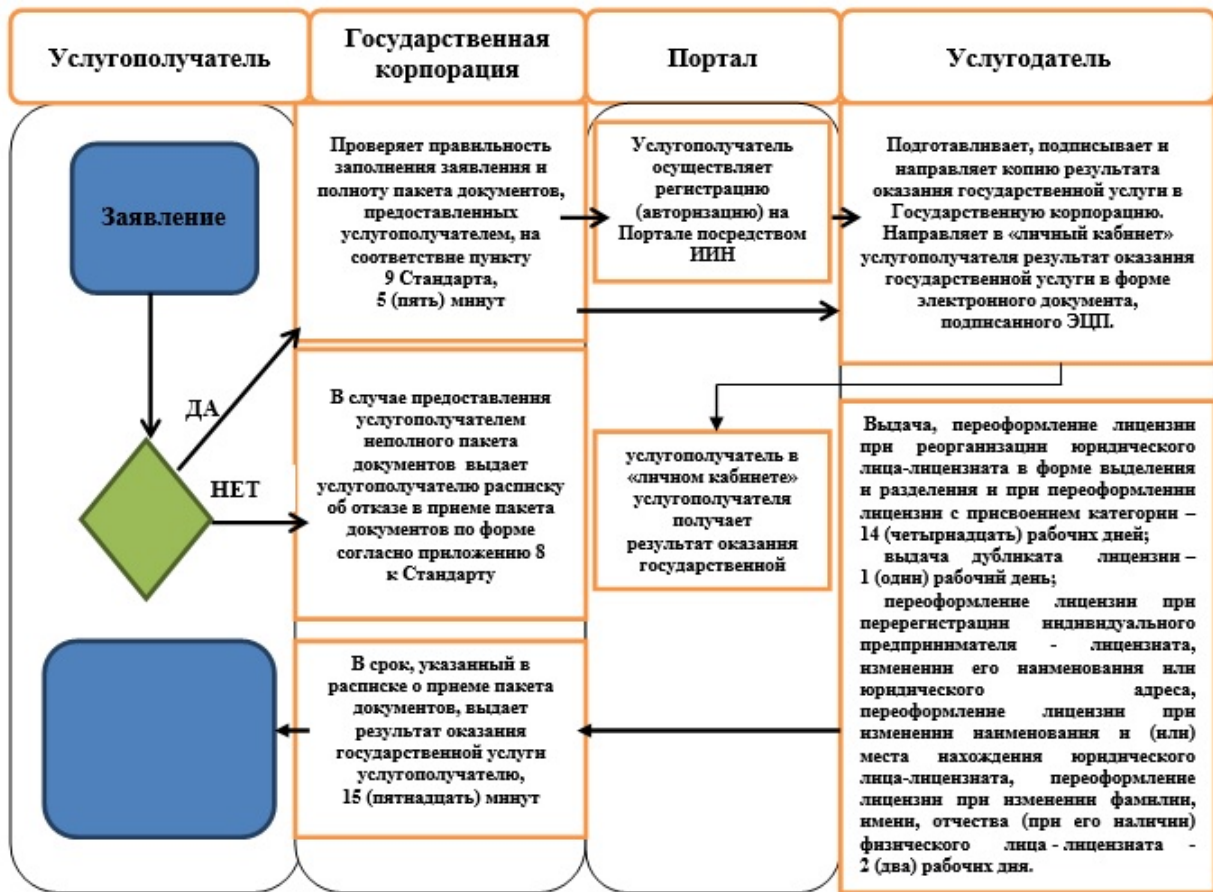 Услугополучатель
Государственная
корпорация
Портал
Услугодатель
Заявление
ДА
НЕТ
Проверяет правильность
заполнения заявления и
полноту пакета документов,
предоставленных
услугополучателем, на
соответствие пункту
9 Стандарта,
5 (пять) минут
В случае предоставления
услугополучателем
неполного пакета
документов выдает
услугополучателю расписку
об отказе в приеме пакета
документов по форме
согласно приложению 8
к Стандарту
В срок, указанный в
расписке о приеме пакета
документов, выдает
результат оказания
государственной услуги
услугополучателю,
15 (пятнадцать) минут
Услугополучатель
осуществляет
регистрацию
(авторизацию) на
Портале посредством
ИИН
услугополучатель в
«личном кабинете»
услугополучателя
получает
результат оказания
государственной
Подготавливает, подписывает и
направляет копию результата
оказания государственной услуги в
Государственную корпорацию.
Направляет в «личный кабинет»
услугополучателя результат оказания
государственной услуги в форме
электронного документа,
подписанного ЭЦП.
Выдача, переоформление лицензии
при реорганизации юридического
лица-лицензиата в форме выделения
и разделения и при переоформлении
лицензии с присвоением категории –
14 (четырнадцать) рабочих дней;
выдача дубликата лицензии –
1 (один) рабочий день;
переоформление лицензии при
перерегистрации индивидуального
предпринимателя - лицензиата,
изменении его наименования или
юридического адреса,
переоформление лицензии при
изменении наименования и (или)
места нахождения юридического
лица-лицензиата, переоформление
лицензии при изменении фамилии,
имени, отчества (при его наличии)
физического лица - лицензиата -
2 (два) рабочих дня.